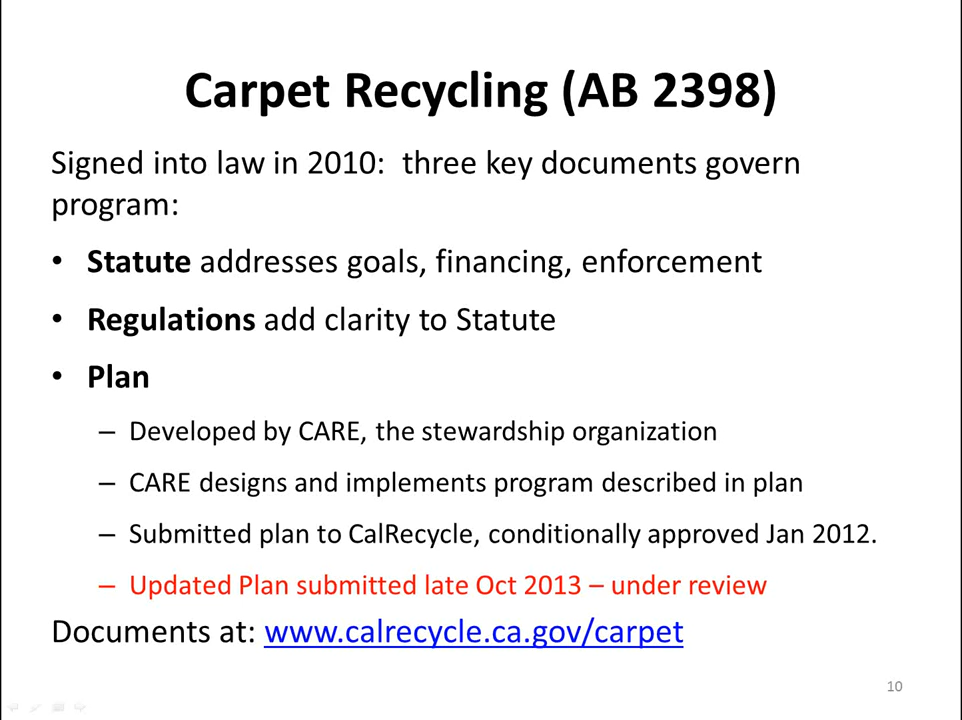 Carpet Recycling (AB 2398)
Signed into law in 2010:  three key documents govern
program:
• Statute addresses goals, financing, enforcement
• Regulations add clarity to Statute
• Plan
– Developed by CARE, the stewardship organization
– CARE designs and implements program described in plan
– Submitted plan to CalRecycle, conditionally approved Jan 2012.
– Updated Plan submitted late Oct 2013 – under review
Documents at: www.calrecycle.ca.gov/carpet
10